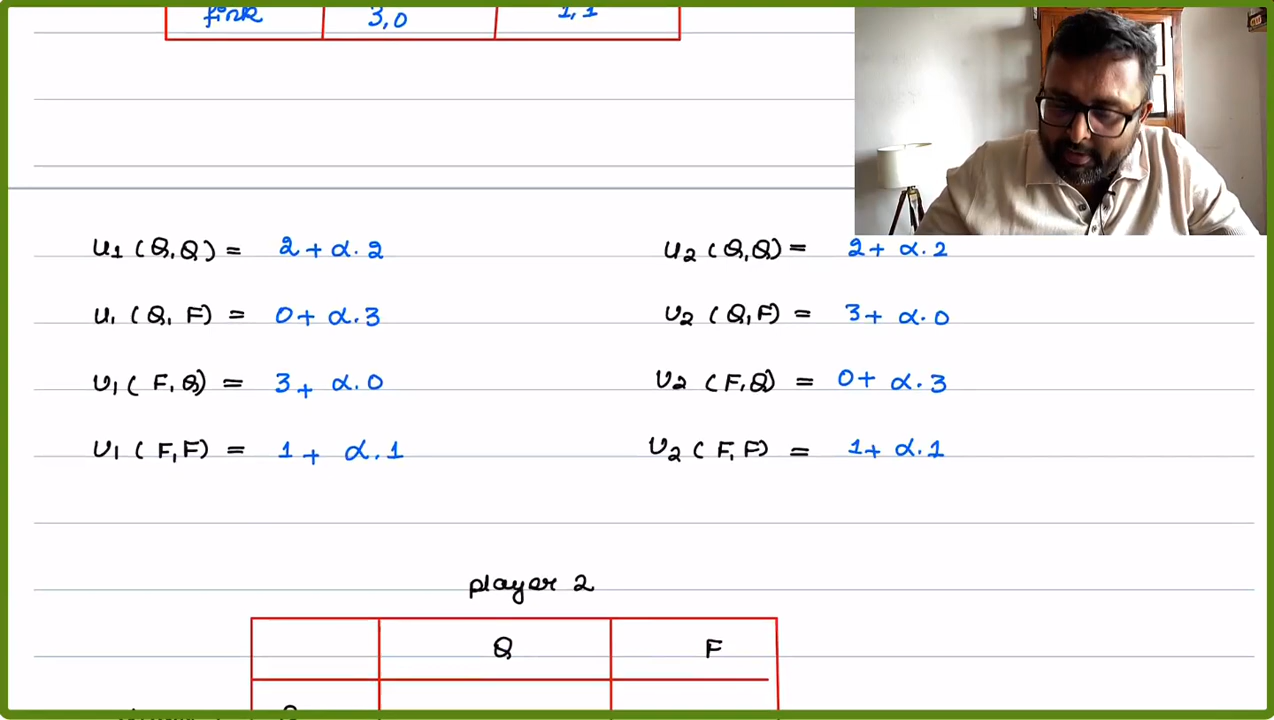 fink 3,0 1,1
u1 (Q,Q) = 2 + α.2 u2 (Q,Q) = 2 + α.2
u1 (Q, F) = 0 + α.3 u2 (Q,F) = 3 + α.0
u1 (F,Q) = 3 + α.0 u2 (F,Q) = 0 + α.3
u1 (F,F) = 1 + α.1 u2 (F,F) = 1 + α.1
player 2
Q F